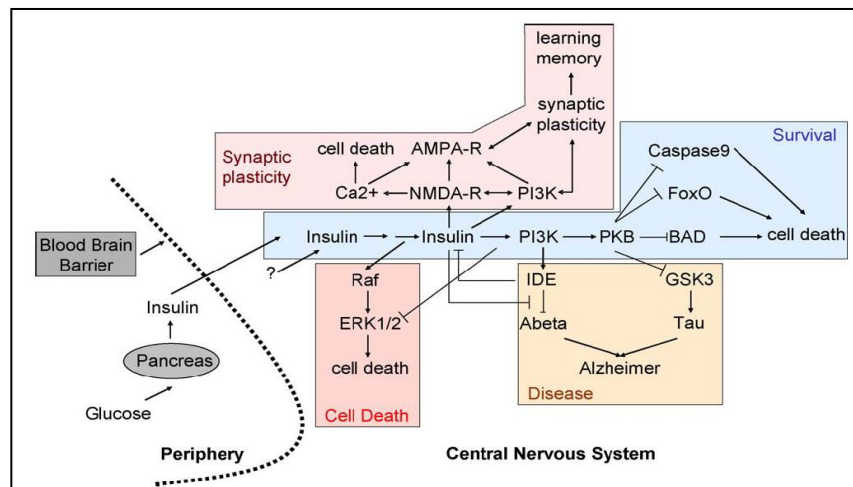 learning
memory
synaptic
plasticity
Survival
cell death AMPA-R
Caspase9
Synaptic
plasticity
Ca2+ NMDA-R PI3K
FoxO
Insulin Insulin PI3K PKB BAD cell death
Blood Brain
Barrier
?
Raf IDE GSK3
Insulin
ERK1/2 Abeta Tau
Pancreas
cell death Alzheimer
Glucose
Cell Death Disease
Periphery Central Nervous System